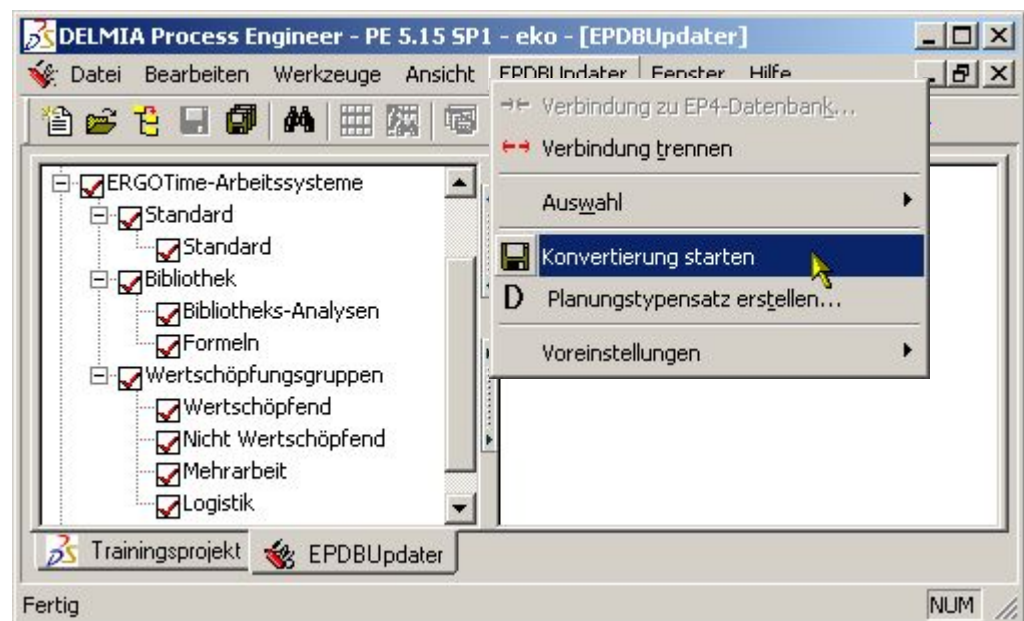 DELMIA Process Engineer - PE 5.15 SP1 - eko - [EPDBUpdater]
Datei Bearbeiten Werkzeuge Ansicht EPDBUpdater Fenster Hilfe
Verbindung zu EP4-Datenbank...
Verbindung trennen
Auswahl
Konvertierung starten
D Planungstypensatz erstellen...
Voreinstellungen
ERGOTime-Arbeitssysteme
Standard
Standard
Bibliothek
Bibliotheks-Analysen
Formeln
Wertschöpfungsgruppen
Wertschöpfend
Nicht Wertschöpfend
Mehrarbeit
Logistik
Trainingsprojekt EPDBUpdater
Fertig NUM